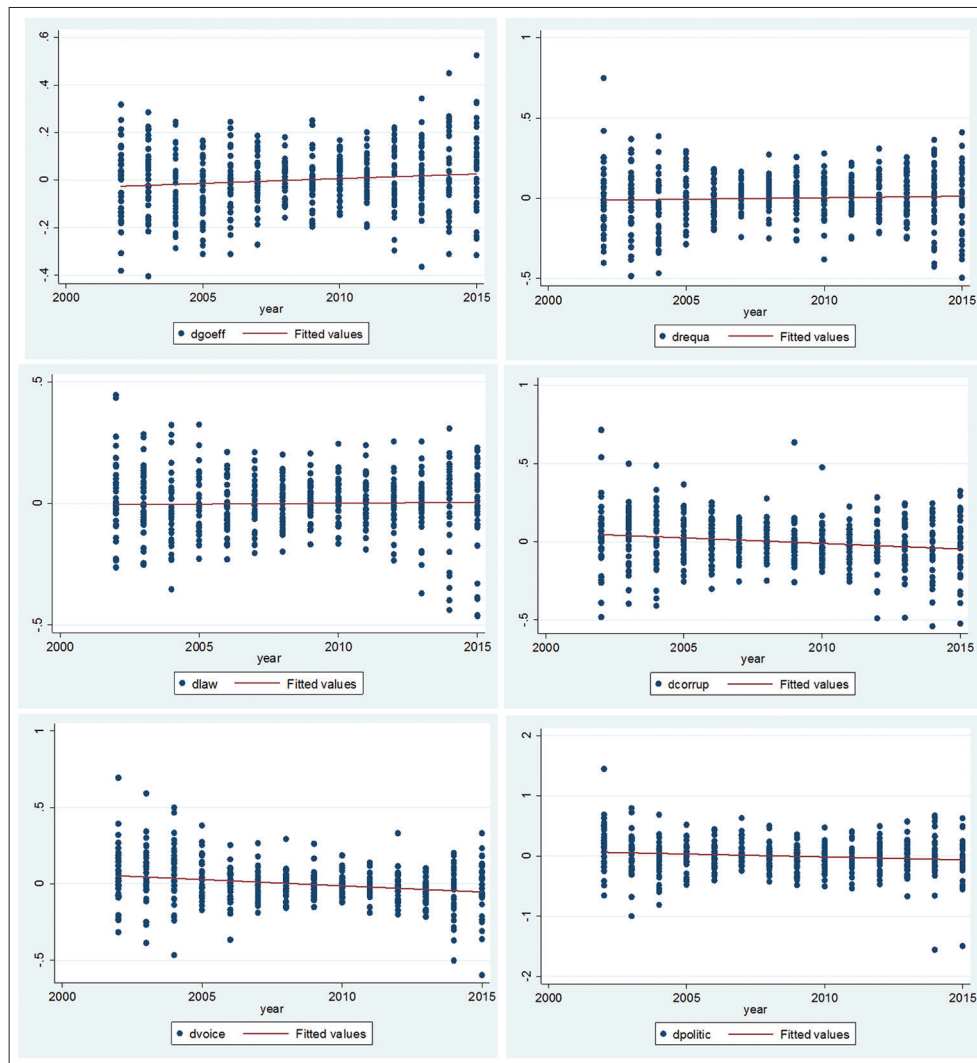 .6
.4
.2
0
-.2
-.4
2000 2005 2010 2015
year
dgoeff Fitted values
1
.5
0
-.5
2000 2005 2010 2015
year
drequa Fitted values
.5
0
-.5
2000 2005 2010 2015
year
dlaw Fitted values
1
.5
0
-.5
2000 2005 2010 2015
year
dcorrup Fitted values
1
.5
0
-.5
2000 2005 2010 2015
year
dvoice Fitted values
2
1
0
-1
-2
2000 2005 2010 2015
year
dpolitic Fitted values